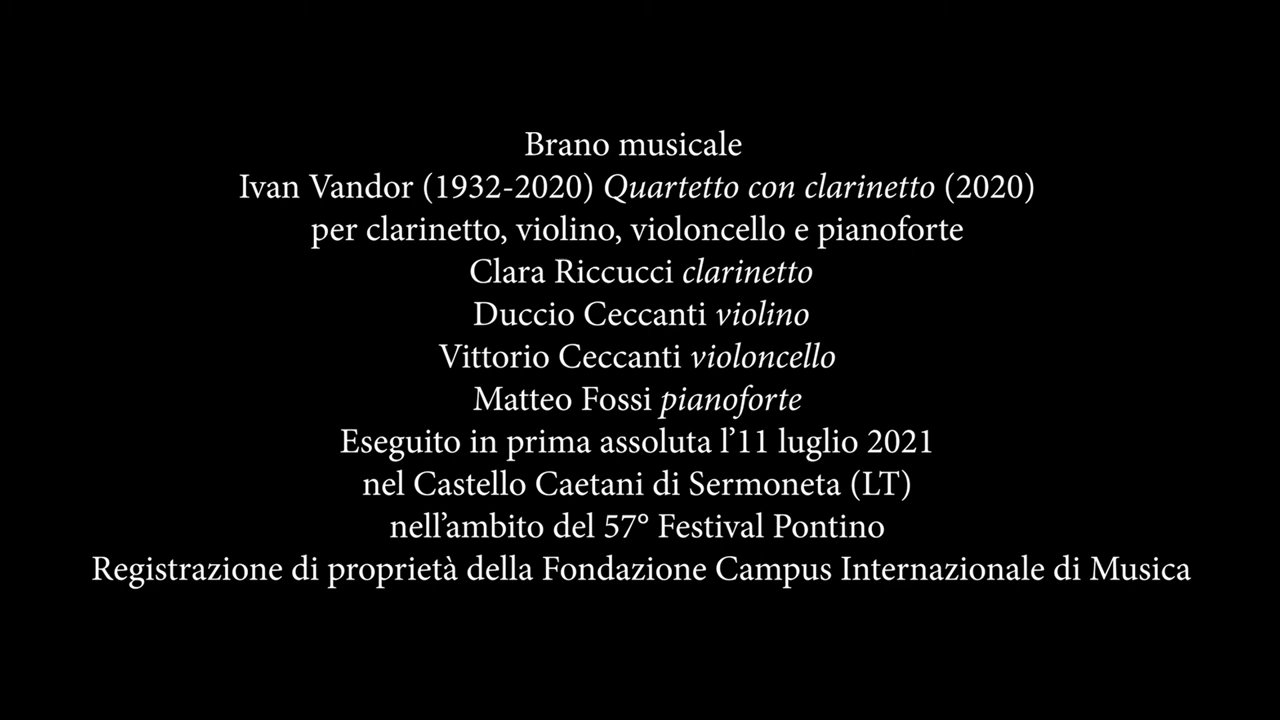 Brano musicale
Ivan Vandor (1932-2020) Quartetto con clarinetto (2020)
per clarinetto, violino, violoncello e pianoforte
Clara Riccucci clarinetto
Duccio Ceccanti violino
Vittorio Ceccanti violoncello
Matteo Fossi pianoforte
Eseguito in prima assoluta l’11 luglio 2021
nel Castello Caetani di Sermoneta (LT)
nell’ambito del 57° Festival Pontino
Registrazione di proprietà della Fondazione Campus Internazionale di Musica